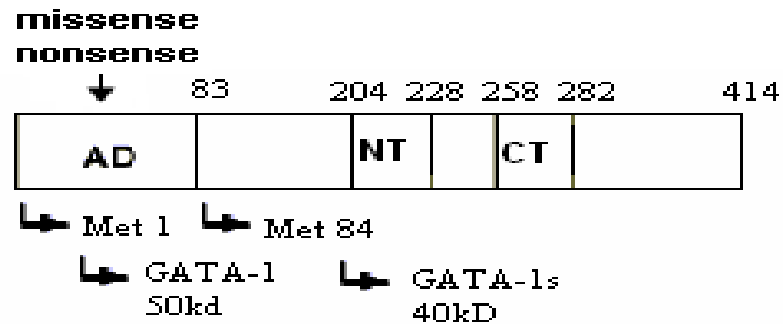 missense
nonsense
83 204 228 258 282 414
AD NT CT
Met 1 Met 84
GATA-1 GATA-1s
50kd 40kD